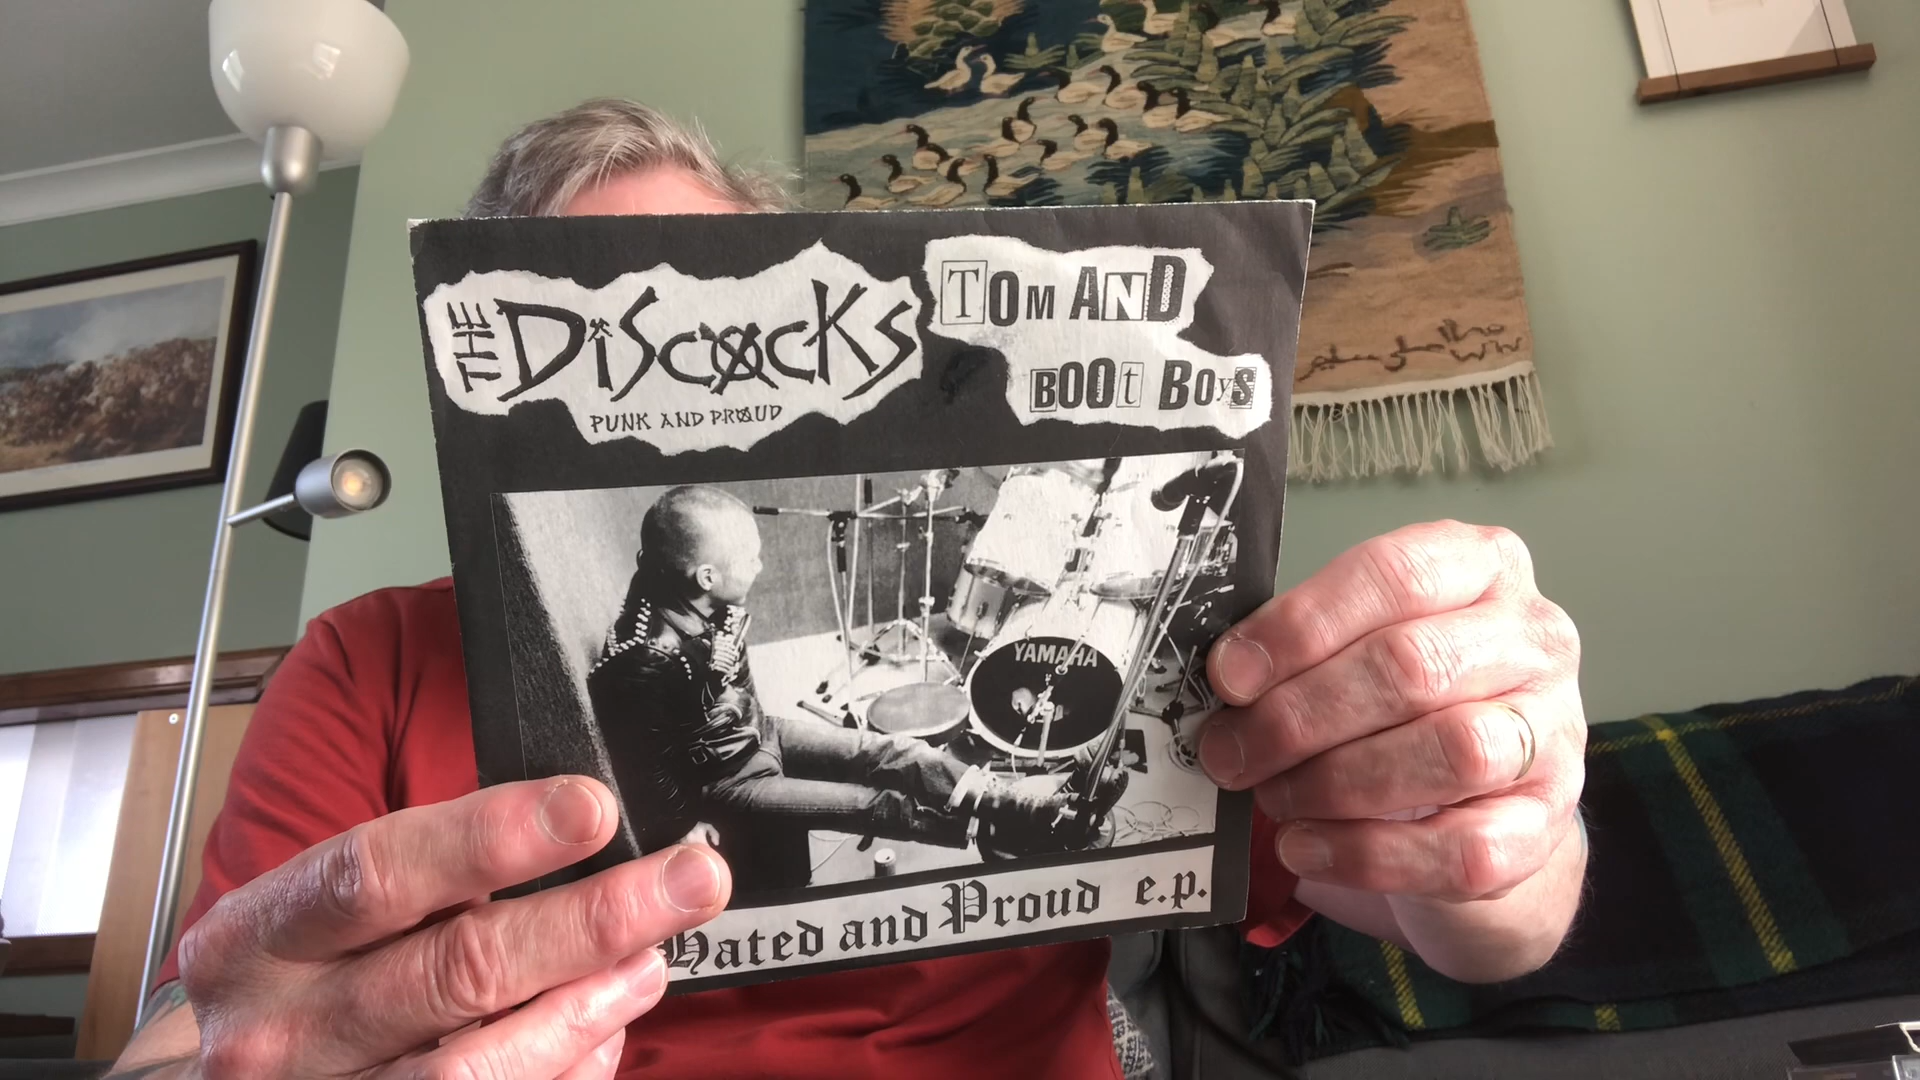 THE DiScocKs
PUNK AND PROUD
TOM AND
BOOt BOyS
YAMAHA
Hated and Proud e.p.